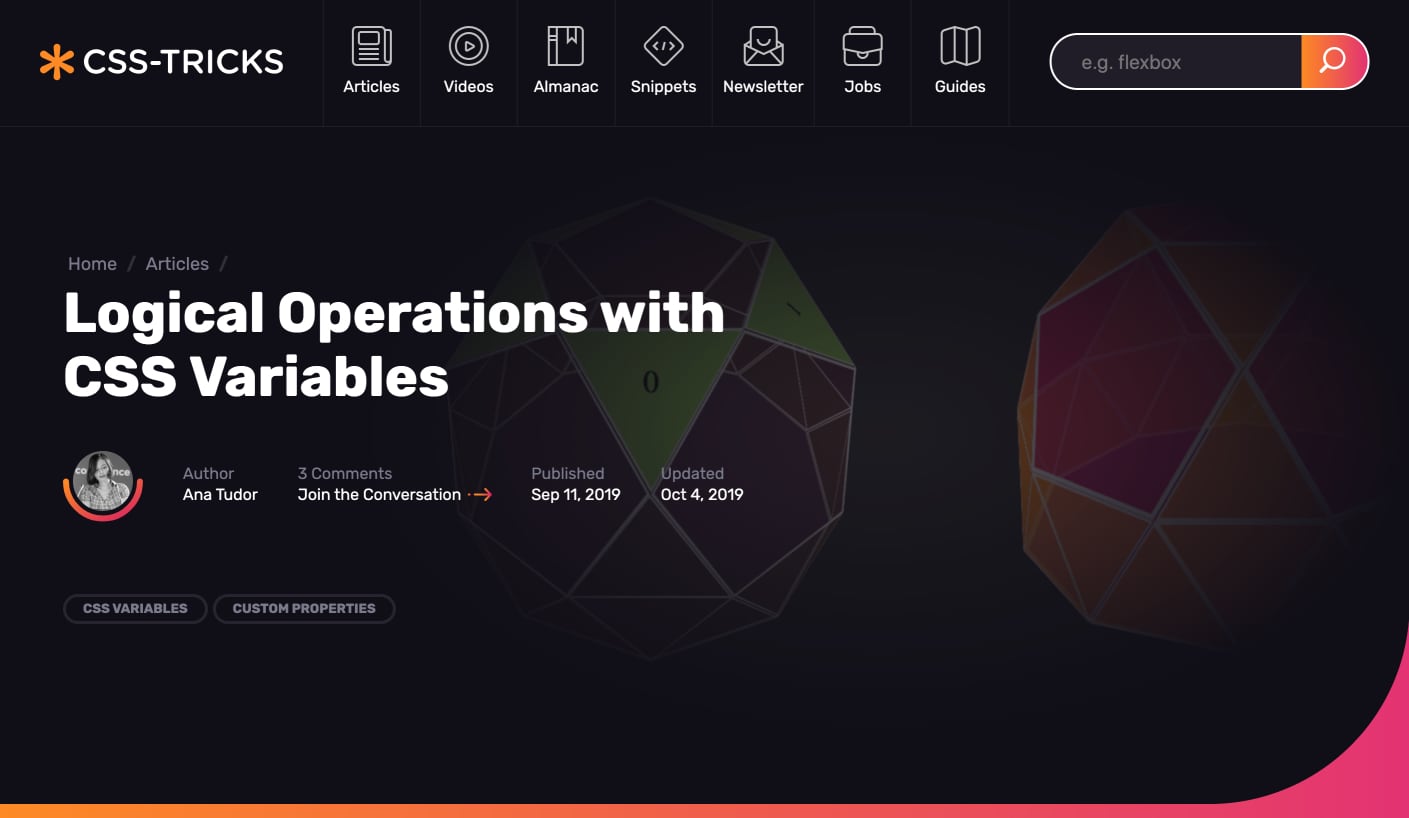 CSS-TRICKS
Articles
Videos
Almanac
Snippets
Newsletter
Jobs
Guides
e.g. flexbox
Home / Articles /
Logical Operations with
CSS Variables
0
co nce
Author
Ana Tudor
3 Comments
Join the Conversation
Published
Sep 11, 2019
Updated
Oct 4, 2019
CSS VARIABLES
CUSTOM PROPERTIES